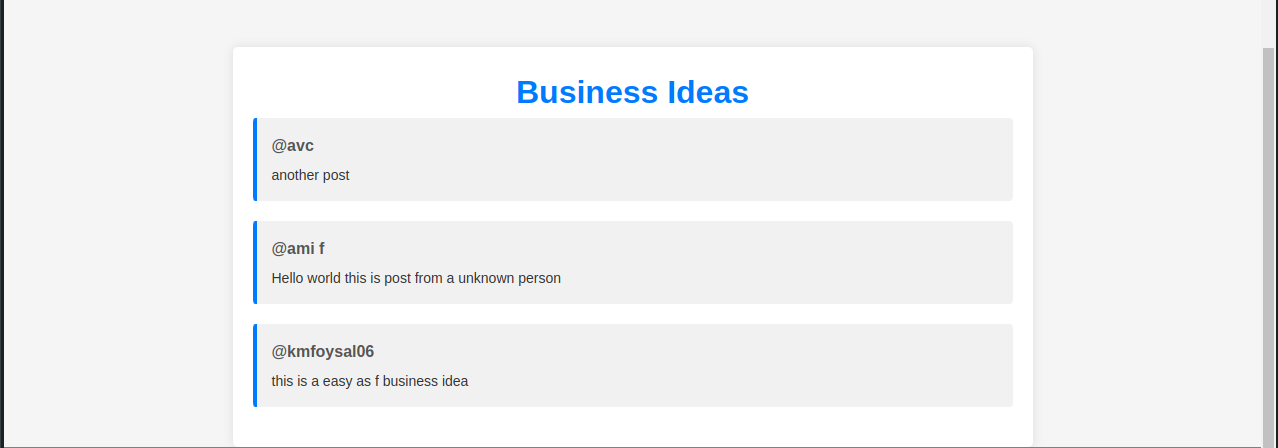 Business Ideas
@avc
another post
@ami f
Hello world this is post from a unknown person
@kmfoysal06
this is a easy as f business idea